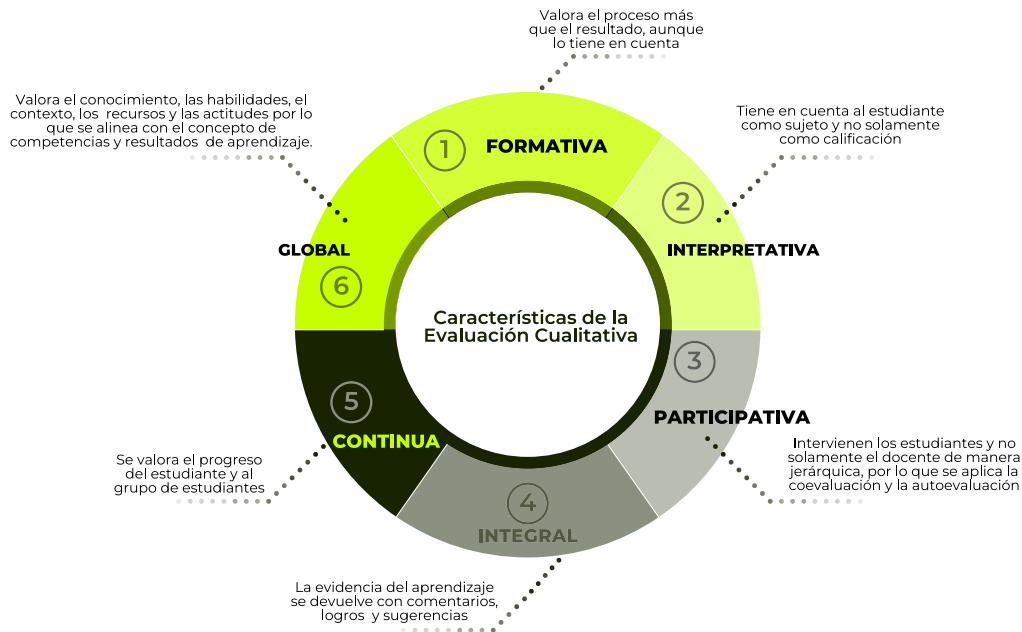 Valora el proceso más
que el resultado, aunque
lo tiene en cuenta
1
FORMATIVA
Tiene en cuenta al estudiante
como sujeto y no solamente
como calificación
2
INTERPRETATIVA
3
PARTICIPATIVA
Intervienen los estudiantes y no
solamente el docente de manera
jerárquica, por lo que se aplica la
coevaluación y la autoevaluación
4
INTEGRAL
La evidencia del aprendizaje
se devuelve con comentarios,
logros y sugerencias
5
CONTINUA
Se valora el progreso
del estudiante y al
grupo de estudiantes
Valora el conocimiento, las habilidades, el
contexto, los recursos y las actitudes por lo
que se alinea con el concepto de
competencias y resultados de aprendizaje.
GLOBAL
6
Características de la
Evaluación Cualitativa